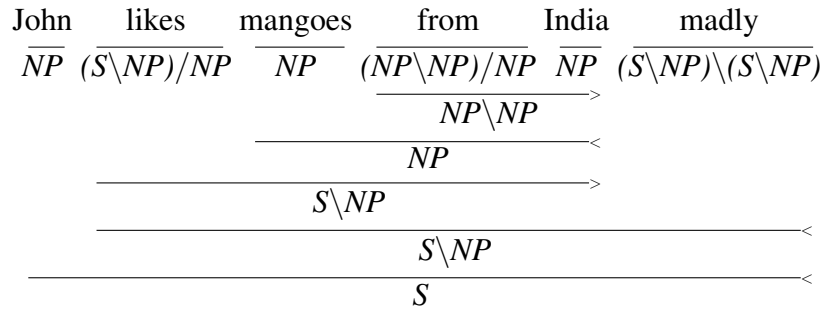 John likes mangoes from India madly
NP (S\NP)/NP NP (NP\NP)/NP NP (S\NP)\(S\NP)
>
NP\NP
<
NP
>
S\NP
<
S\NP
<
S